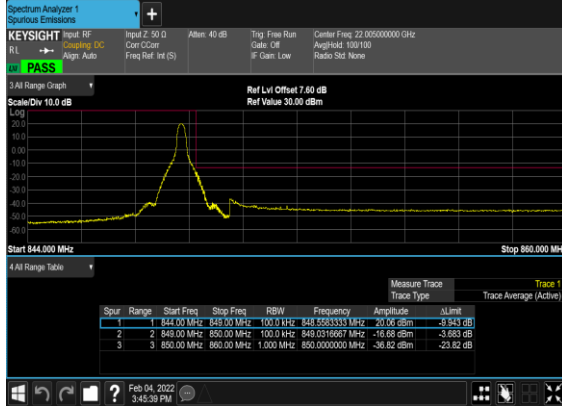 Spectrum Analyzer 1
Spurious Emissions
+
KEYSIGHT Input: RF Input Z: 50 Ω Atten: 40 dB Trig: Free Run Center Freq: 22.005000000 GHz
RL Coupling: DC Corr CCorr Gate: Off Avg|Hold: 100/100
Align: Auto Freq Ref: Int (S) IF Gain: Low Radio Std: None
PASS
3 All Range Graph
Ref Lvl Offset 7.60 dB
Scale/Div 10.0 dB Ref Value 30.00 dBm
Log
20.0
10.0
0.00
-10.0
-20.0
-30.0
-40.0
-50.0
-60.0
Start 844.000 MHz Stop 860.000 MH
4 All Range Table
Measure Trace Trace 1
Trace Type Trace Average (Active)
Spur Range Start Freq Stop Freq RBW Frequency Amplitude ΔLimit
1 1 844.00 MHz 849.00 MHz 100.0 kHz 848.5583333 MHz 20.06 dBm -9.943 dB
2 2 849.00 MHz 850.00 MHz 100.0 kHz 849.0316667 MHz -16.68 dBm -3.683 dB
3 3 850.00 MHz 860.00 MHz 1.000 MHz 850.0000000 MHz -36.82 dBm -23.82 dB
? Feb 04, 2022
3:45:39 PM